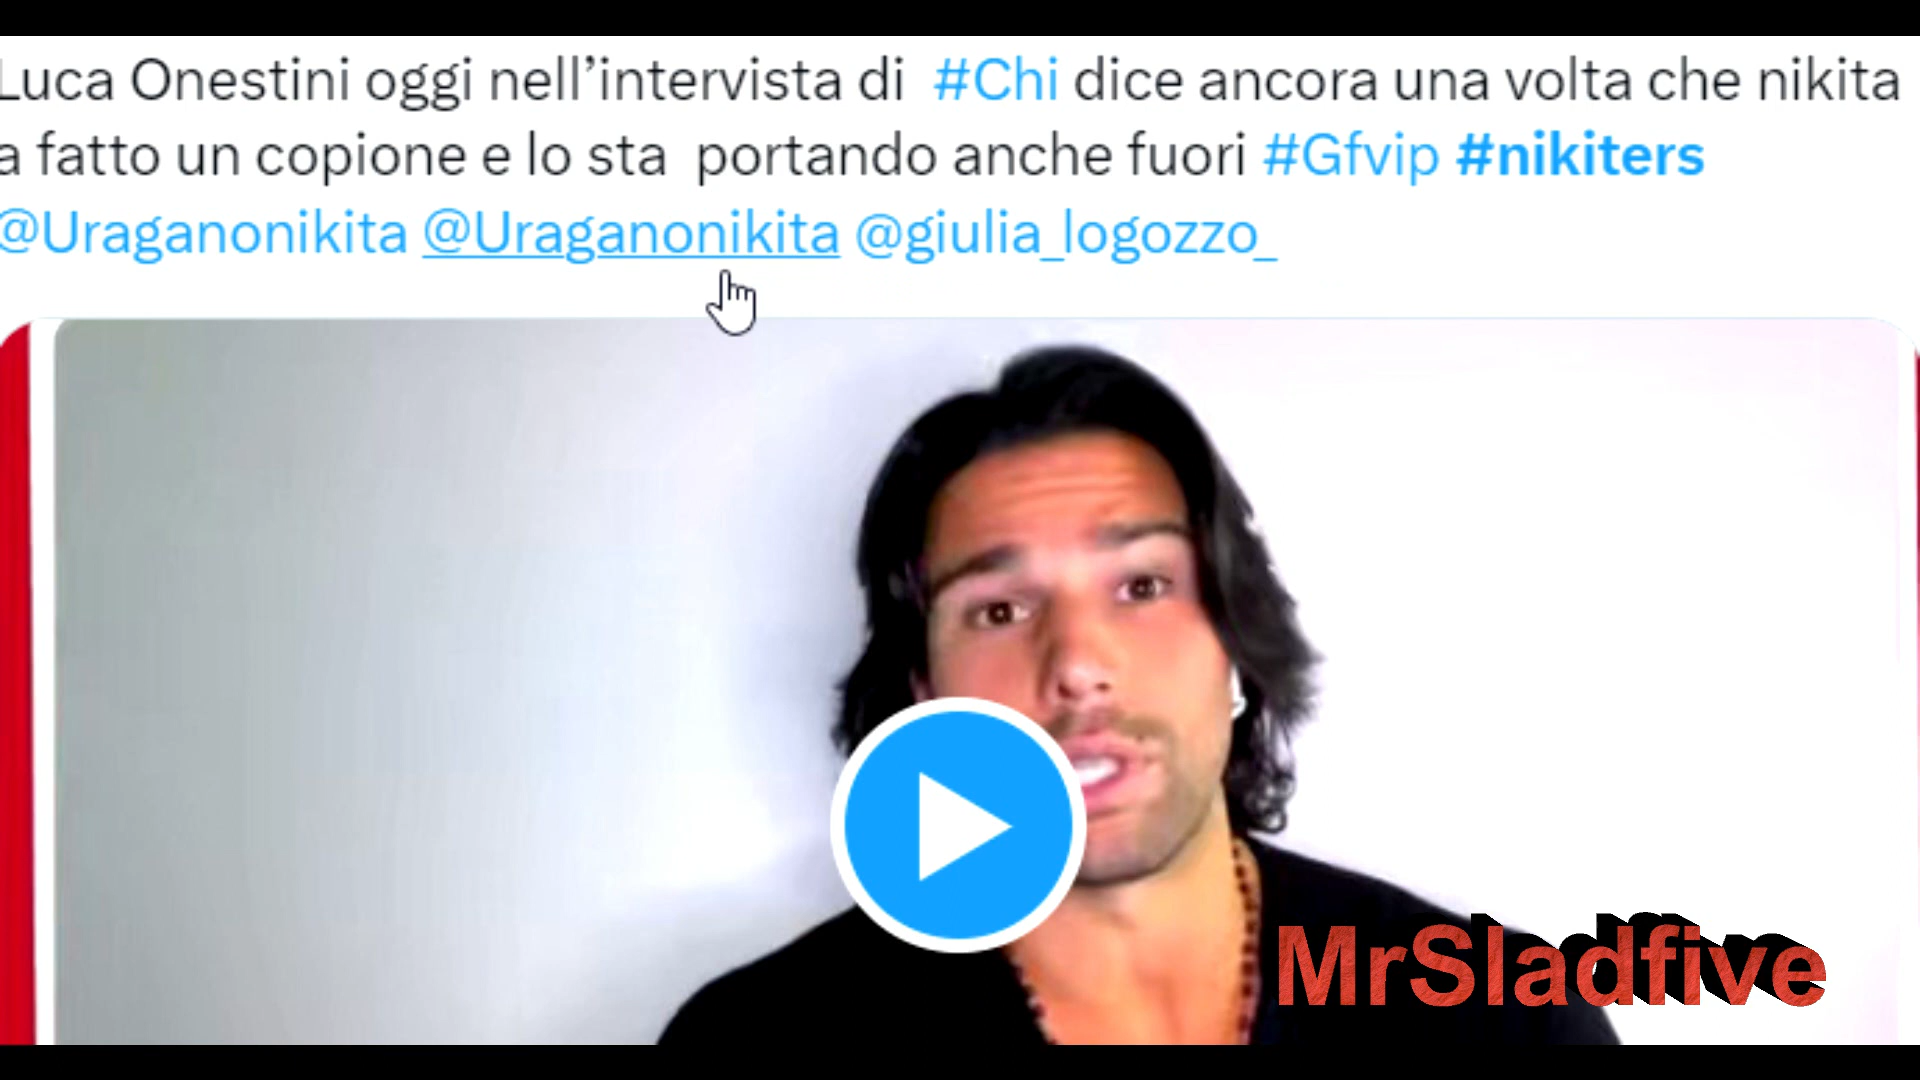 Luca Onestini oggi nell’intervista di #Chi dice ancora una volta che nikita
a fatto un copione e lo sta portando anche fuori #Gfvip #nikiters
@Uraganonikita @Uraganonikita @giulia_logozzo_
MrSladfive